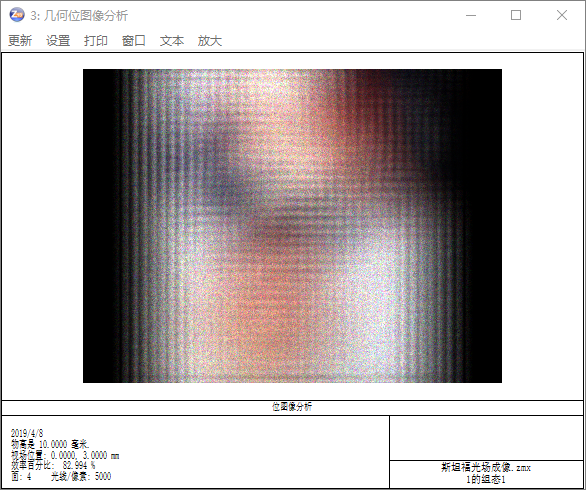 3: 几何位图像分析
更新 设置 打印 窗口 文本 放大
位图像分析
2019/4/8
物高是 10.0000 毫米.
视场位置: 0.0000, 3.0000 mm
效率百分比: 82.994 %
面: 4 光线/像素: 5000
斯坦福光场成像.zmx
1的组态1